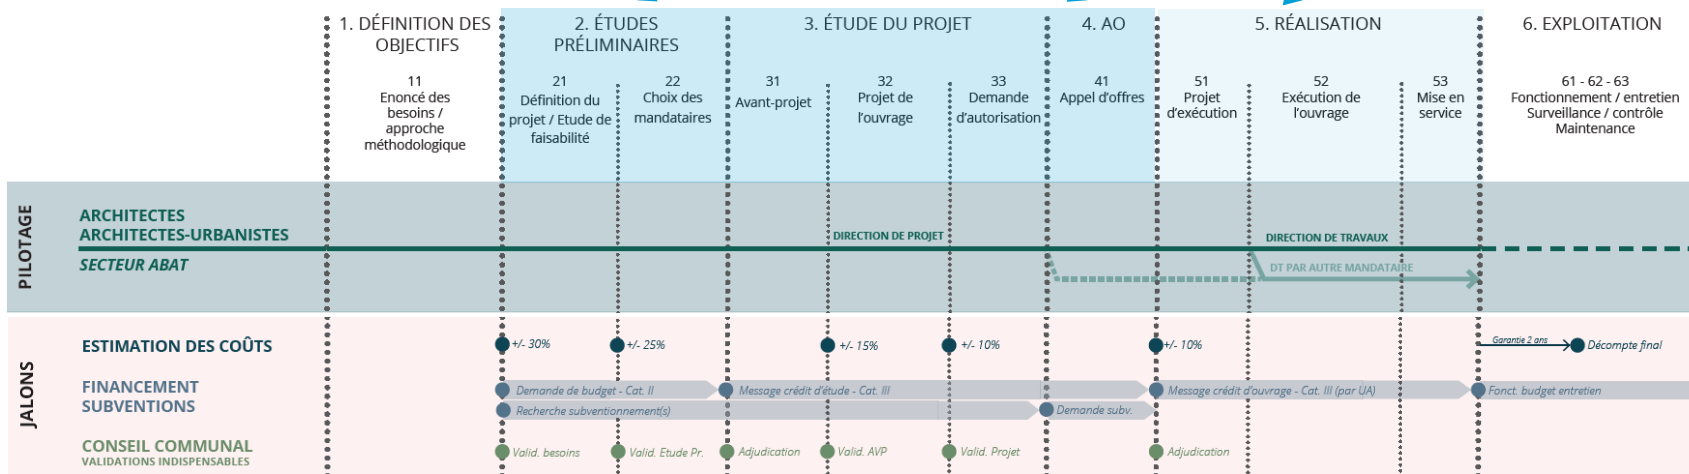 1. DÉFINITION DES
OBJECTIFS
2. ÉTUDES
PRÉLIMINAIRES
3. ÉTUDE DU PROJET
4. AO
5. RÉALISATION
6. EXPLOITATION
11
Enoncé des
besoins /
approche
méthodologique
21
Définition du
projet / Etude de
faisabilité
22
Choix des
mandataires
31
Avant-projet
32
Projet de
l'ouvrage
33
Demande
d'autorisation
41
Appel d'offres
51
Projet
d'exécution
52
Exécution de
l'ouvrage
53
Mise en
service
61 - 62 - 63
Fonctionnement / entretien
Surveillance / contrôle
Maintenance
PILOTAGE
ARCHITECTES
ARCHITECTES-URBANISTES
SECTEUR ABAT
DIRECTION DE PROJET
DIRECTION DE TRAVAUX
DT PAR AUTRE MANDATAIRE
JALONS
ESTIMATION DES COÛTS
+/- 30%
+/- 25%
+/- 15%
+/- 10%
+/- 10%
Garantie 2 ans
Décompte final
FINANCEMENT
SUBVENTIONS
Demande de budget - Cat. II
Message crédit d'étude - Cat. III
Message crédit d'ouvrage - Cat. III (par UA)
Fonct. budget entretien
Recherche subventionnement(s)
Demande subv.
CONSEIL COMMUNAL
VALIDATIONS INDISPENSABLES
Valid. besoins
Valid. Etude Pr.
Adjudication
Valid. AVP
Valid. Projet
Adjudication